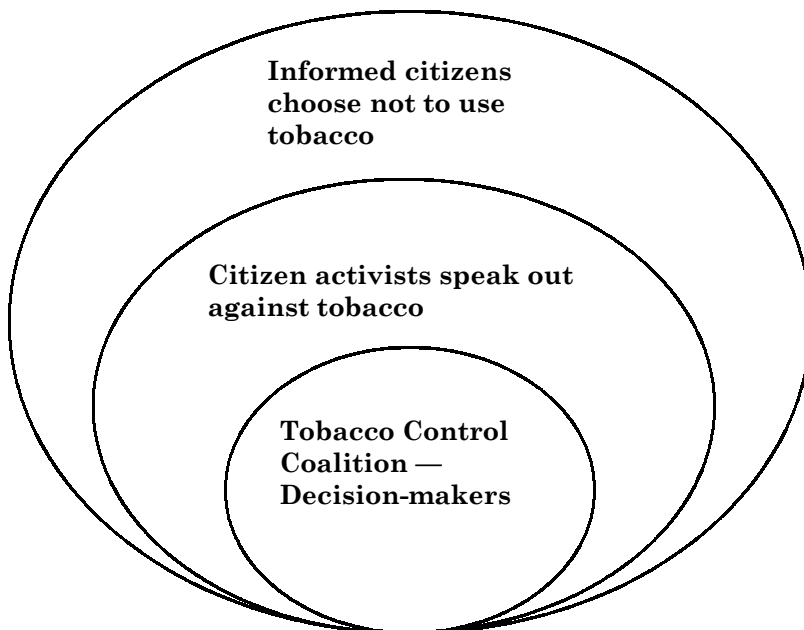 Informed citizens
choose not to use
tobacco
Citizen activists speak out
against tobacco
Tobacco Control
Coalition —
Decision-makers